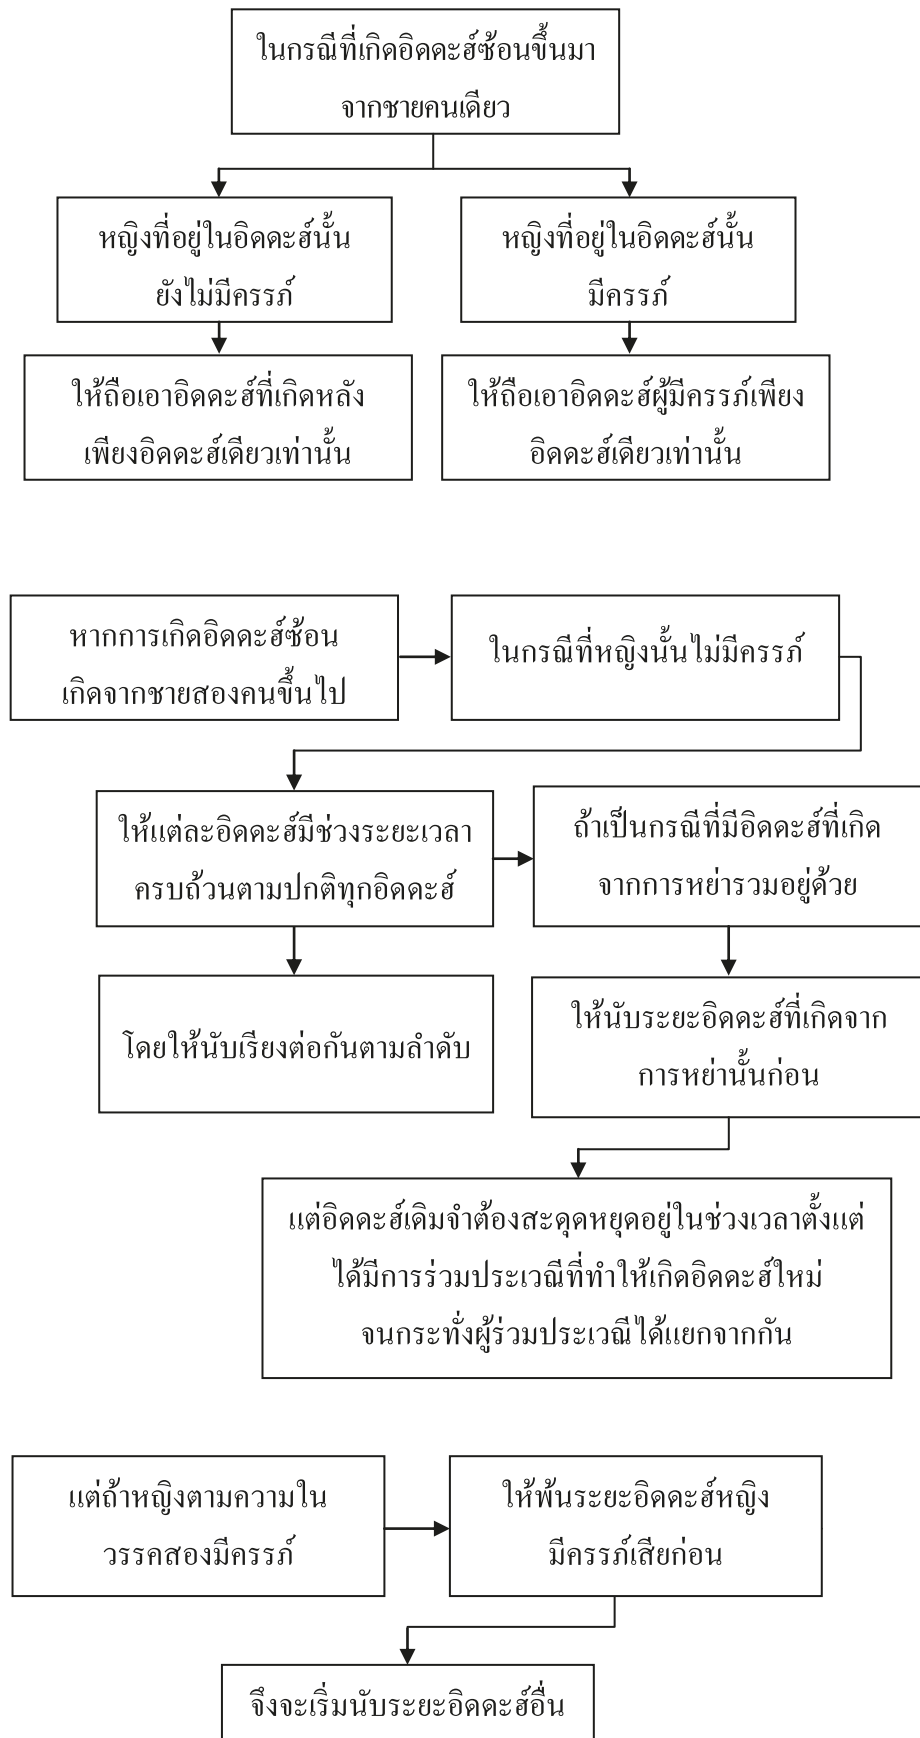 ในกรณีที่เกิดอิดดะฮ์ซ้อนขึ้นมา
จากชายคนเดียว
หญิงที่อยู่ในอิดดะฮ์นั้น
ยังไม่มีครรภ์
หญิงที่อยู่ในอิดดะฮ์นั้น
มีครรภ์
ให้ถือเอาอิดดะฮ์ที่เกิดหลัง
เพียงอิดดะฮ์เดียวเท่านั้น
ให้ถือเอาอิดดะฮ์ผู้มีครรภ์เพียง
อิดดะฮ์เดียวเท่านั้น
หากการเกิดอิดดะฮ์ซ้อน
เกิดจากชายสองคนขึ้นไป
ในกรณีที่หญิงนั้นไม่มีครรภ์
ให้แต่ละอิดดะฮ์มีช่วงระยะเวลา
ครบถ้วนตามปกติทุกอิดดะฮ์
ถ้าเป็นกรณีที่มีอิดดะฮ์ที่เกิด
จากการหย่ารวมอยู่ด้วย
โดยให้นับเรียงต่อกันตามลำดับ
ให้นับระยะอิดดะฮ์ที่เกิดจาก
การหย่านั้นก่อน
แต่อิดดะฮ์เดิมจำต้องสะดุดหยุดอยู่ในช่วงเวลาตั้งแต่
ได้มีการร่วมประเวณีที่ทำให้เกิดอิดดะฮ์ใหม่
จนกระทั่งผู้ร่วมประเวณีได้แยกจากกัน
แต่ถ้าหญิงตามความใน
วรรคสองมีครรภ์
ให้พ้นระยะอิดดะฮ์หญิง
มีครรภ์เสียก่อน
จึงจะเริ่มนับระยะอิดดะฮ์อื่น